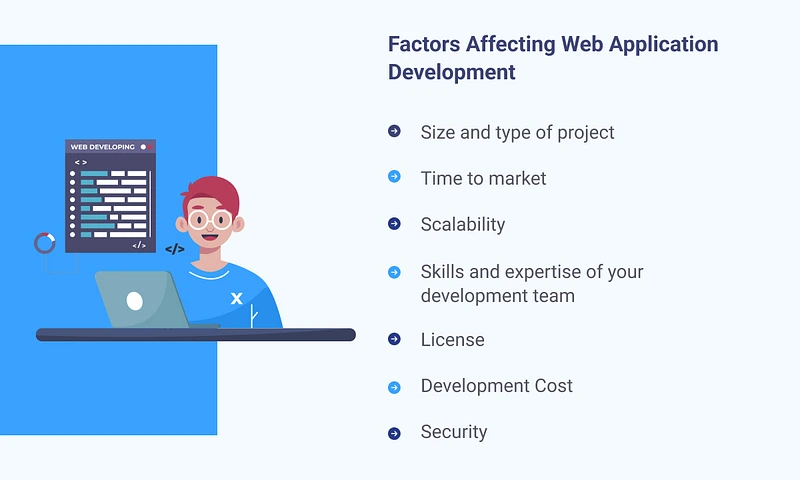 Factors Affecting Web Application
Development
WEB DEVELOPING
< >
</>
</>
X
Size and type of project
Time to market
Scalability
Skills and expertise of your
development team
License
Development Cost
Security